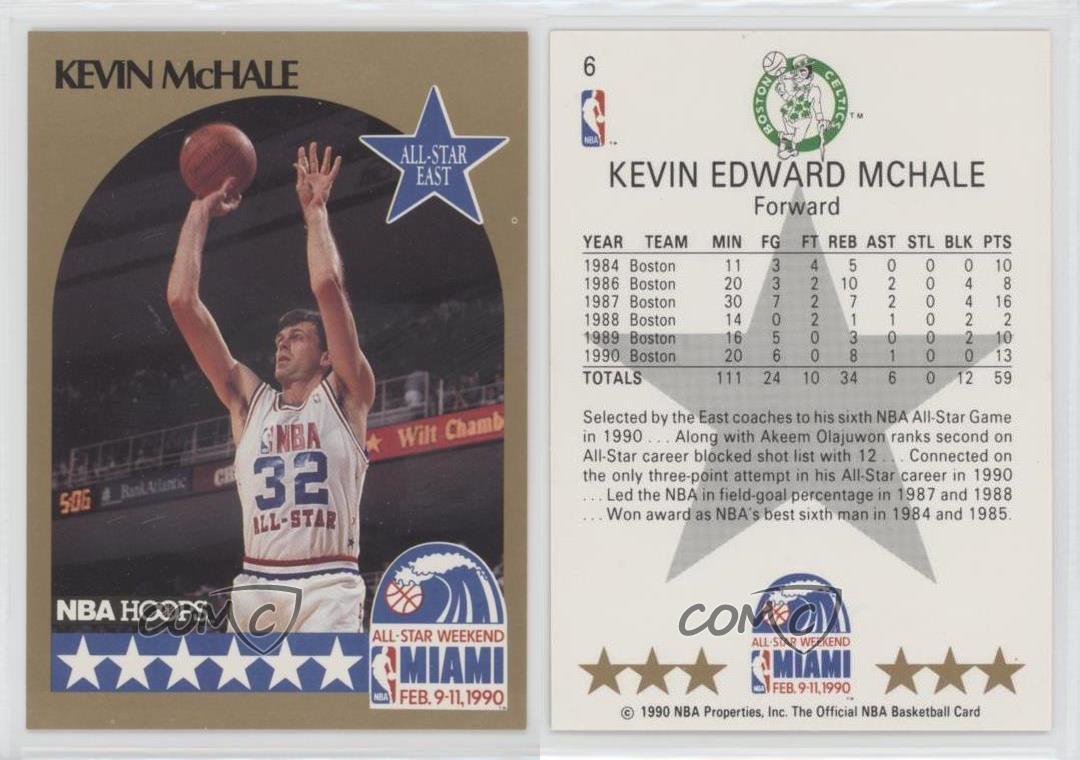 KEVIN McHALE
ALL-STAR
EAST
NBA
32
ALL-STAR
Wilt Chamb
5:06
BankAtlantic
NBA HOOPS
ALL-STAR WEEKEND
MIAMI
NBA
FEB. 9-11, 1990
COMC
6
NBA
BOSTON CELTICS
TM
KEVIN EDWARD MCHALE
Forward
YEAR TEAM MIN FG FT REB AST STL BLK PTS
1984 Boston 11 3 4 5 0 0 0 10
1986 Boston 20 3 2 10 2 0 4 8
1987 Boston 30 7 2 7 2 0 4 16
1988 Boston 14 0 2 1 1 0 2 2
1989 Boston 16 5 0 3 0 0 2 10
1990 Boston 20 6 0 8 1 0 0 13
TOTALS 111 24 10 34 6 0 12 59
Selected by the East coaches to his sixth NBA All-Star Game
in 1990 . . . Along with Akeem Olajuwon ranks second on
All-Star career blocked shot list with 12 . . . Connected on
the only three-point attempt in his All-Star career in 1990
. . . Led the NBA in field-goal percentage in 1987 and 1988
. . . Won award as NBA's best sixth man in 1984 and 1985.
COMC
ALL-STAR WEEKEND
MIAMI
NBA
FEB. 9-11, 1990
© 1990 NBA Properties, Inc. The Official NBA Basketball Card